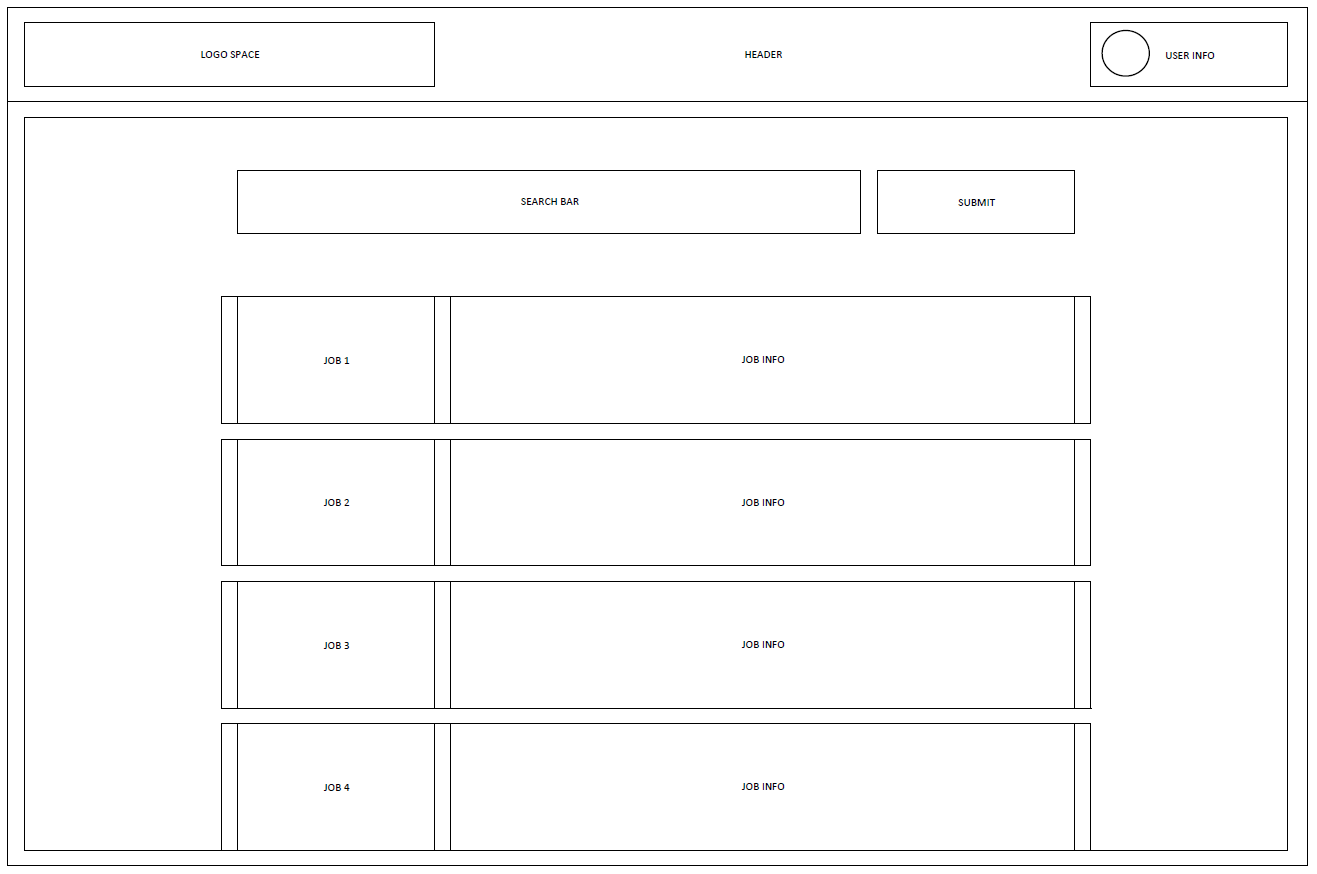 LOGO SPACE
HEADER
USER INFO
SEARCH BAR
SUBMIT
JOB 1
JOB INFO
JOB 2
JOB INFO
JOB 3
JOB INFO
JOB 4
JOB INFO